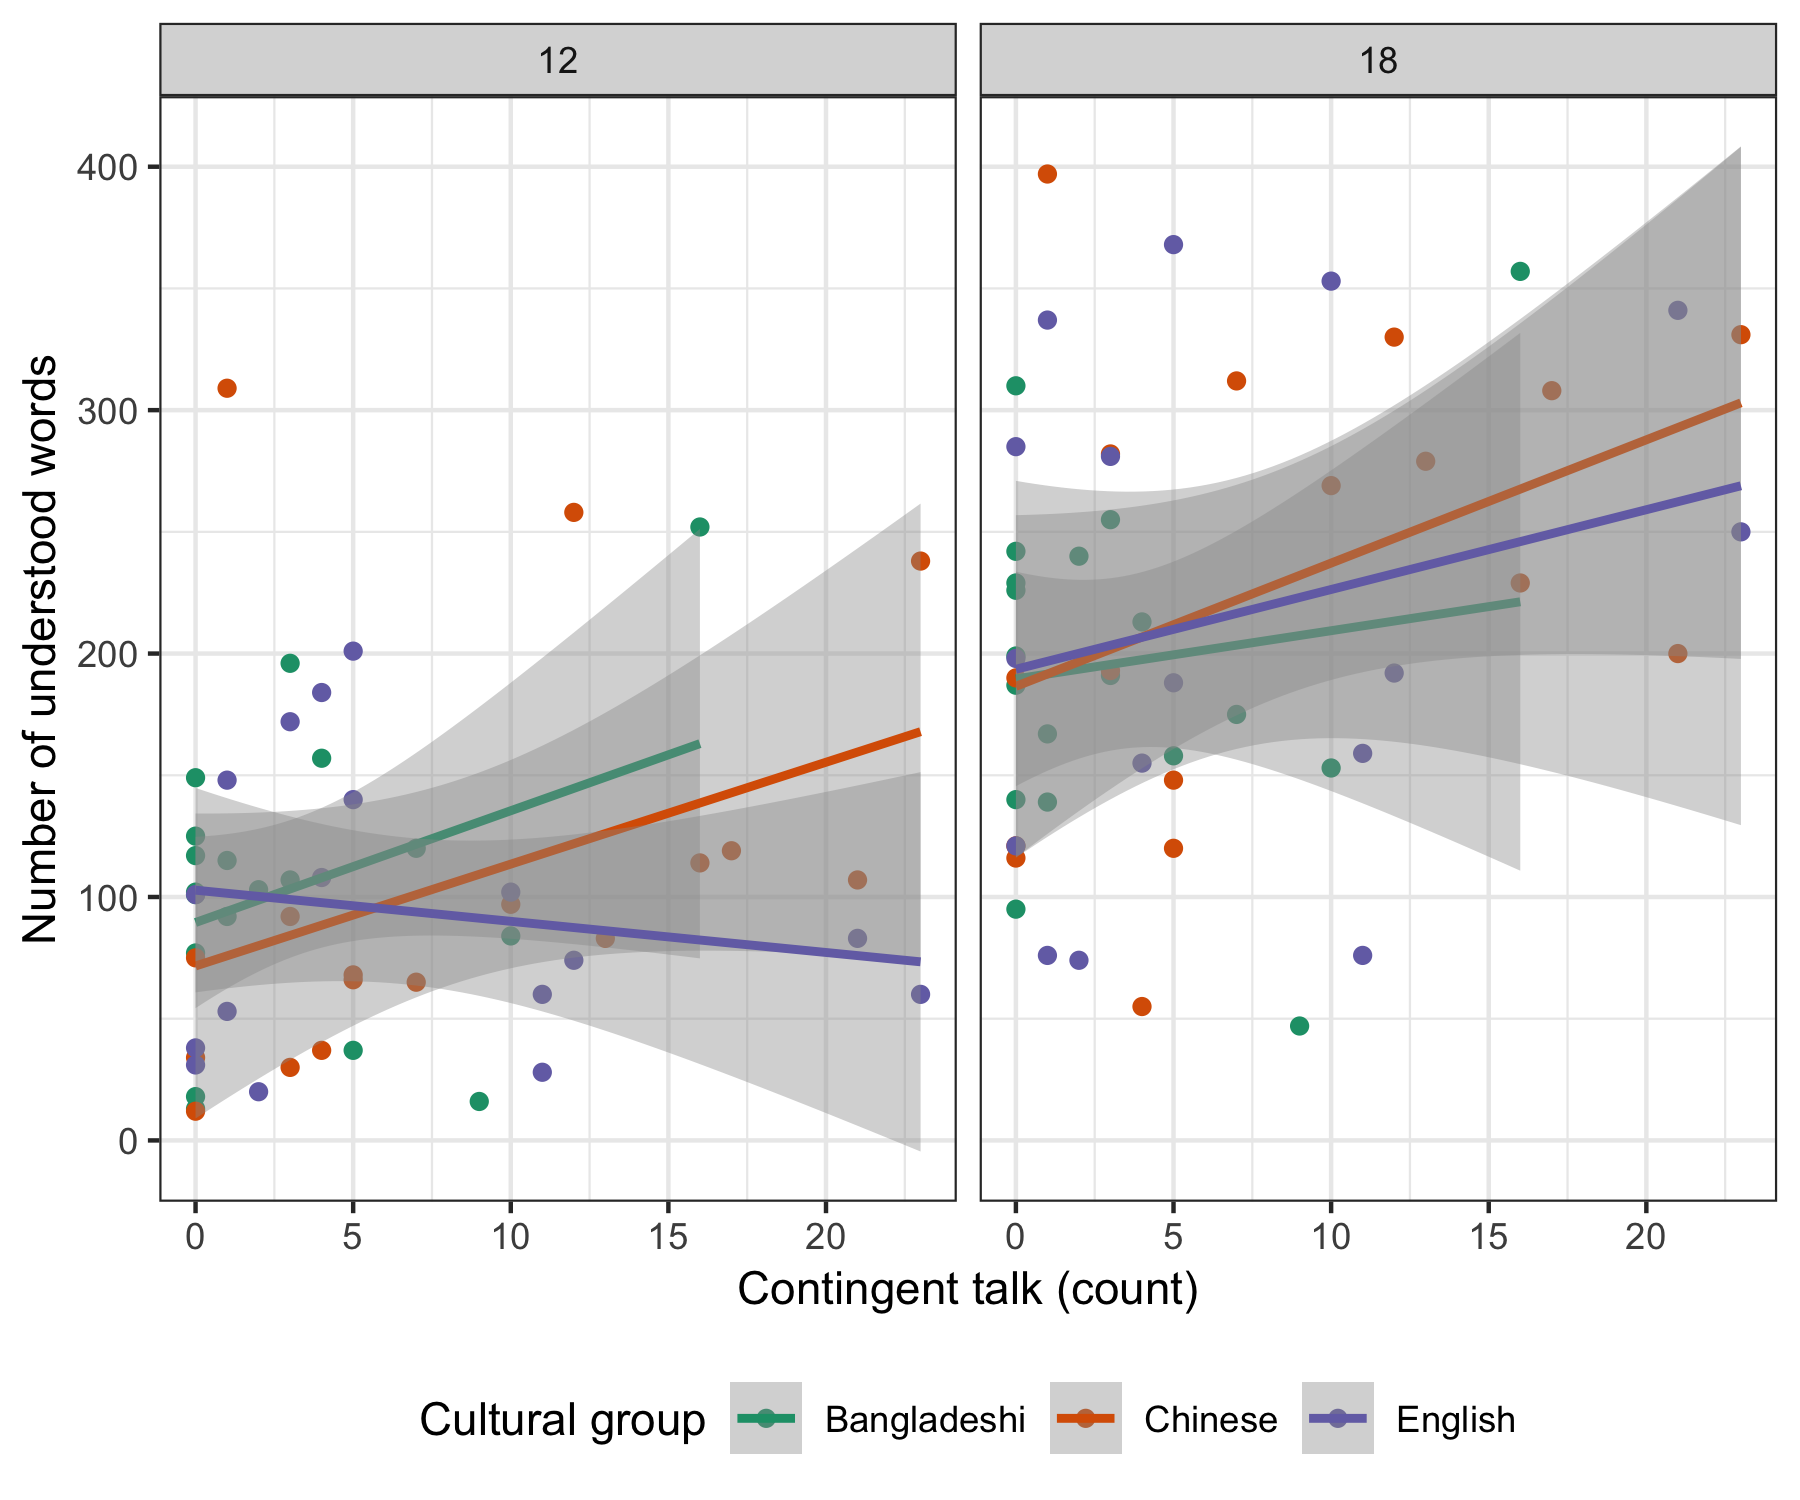 12 18
400
300
200
100
0
Number of understood words
0 5 10 15 20 0 5 10 15 20
Contingent talk (count)
Cultural group Bangladeshi Chinese English